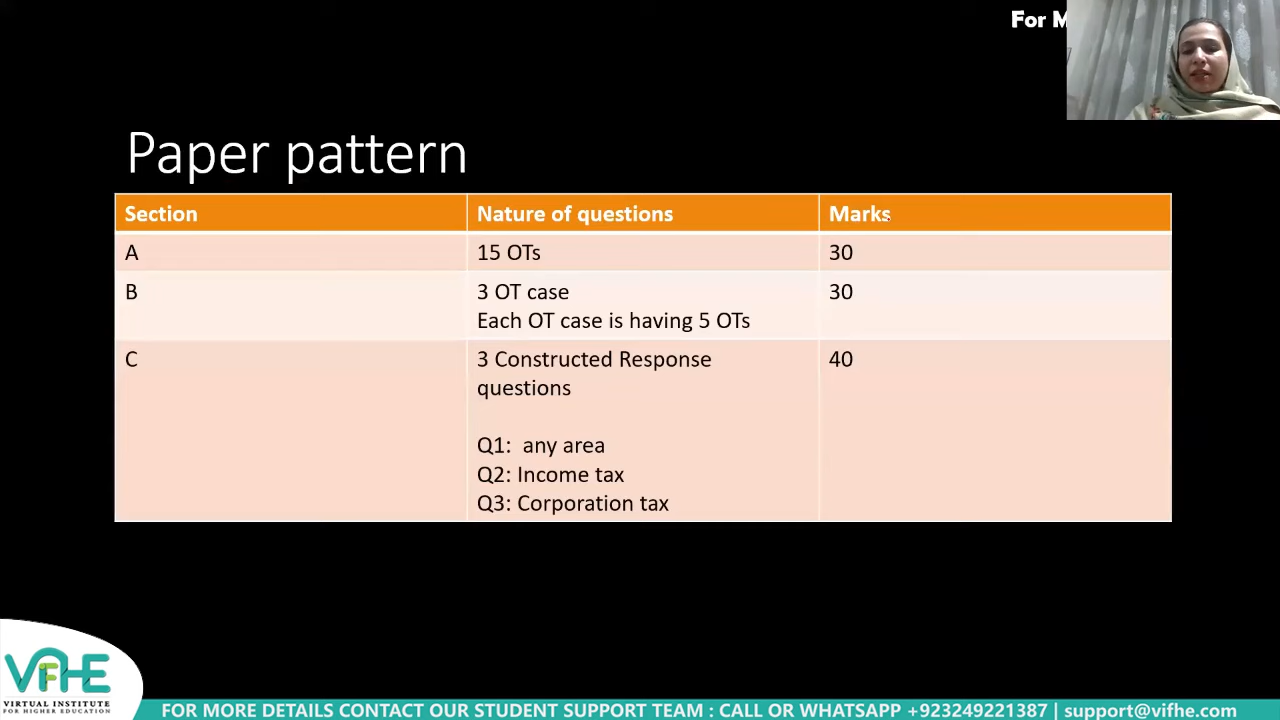 For M
Paper pattern
Section Nature of questions Marks
A 15 OTs 30
B 3 OT case 30
Each OT case is having 5 OTs
C 3 Constructed Response 40
questions
Q1: any area
Q2: Income tax
Q3: Corporation tax
VIFHE
VIRTUAL INSTITUTE
FOR HIGHER EDUCATION
FOR MORE DETAILS CONTACT OUR STUDENT SUPPORT TEAM : CALL OR WHATSAPP +923249221387 | support@vifhe.com